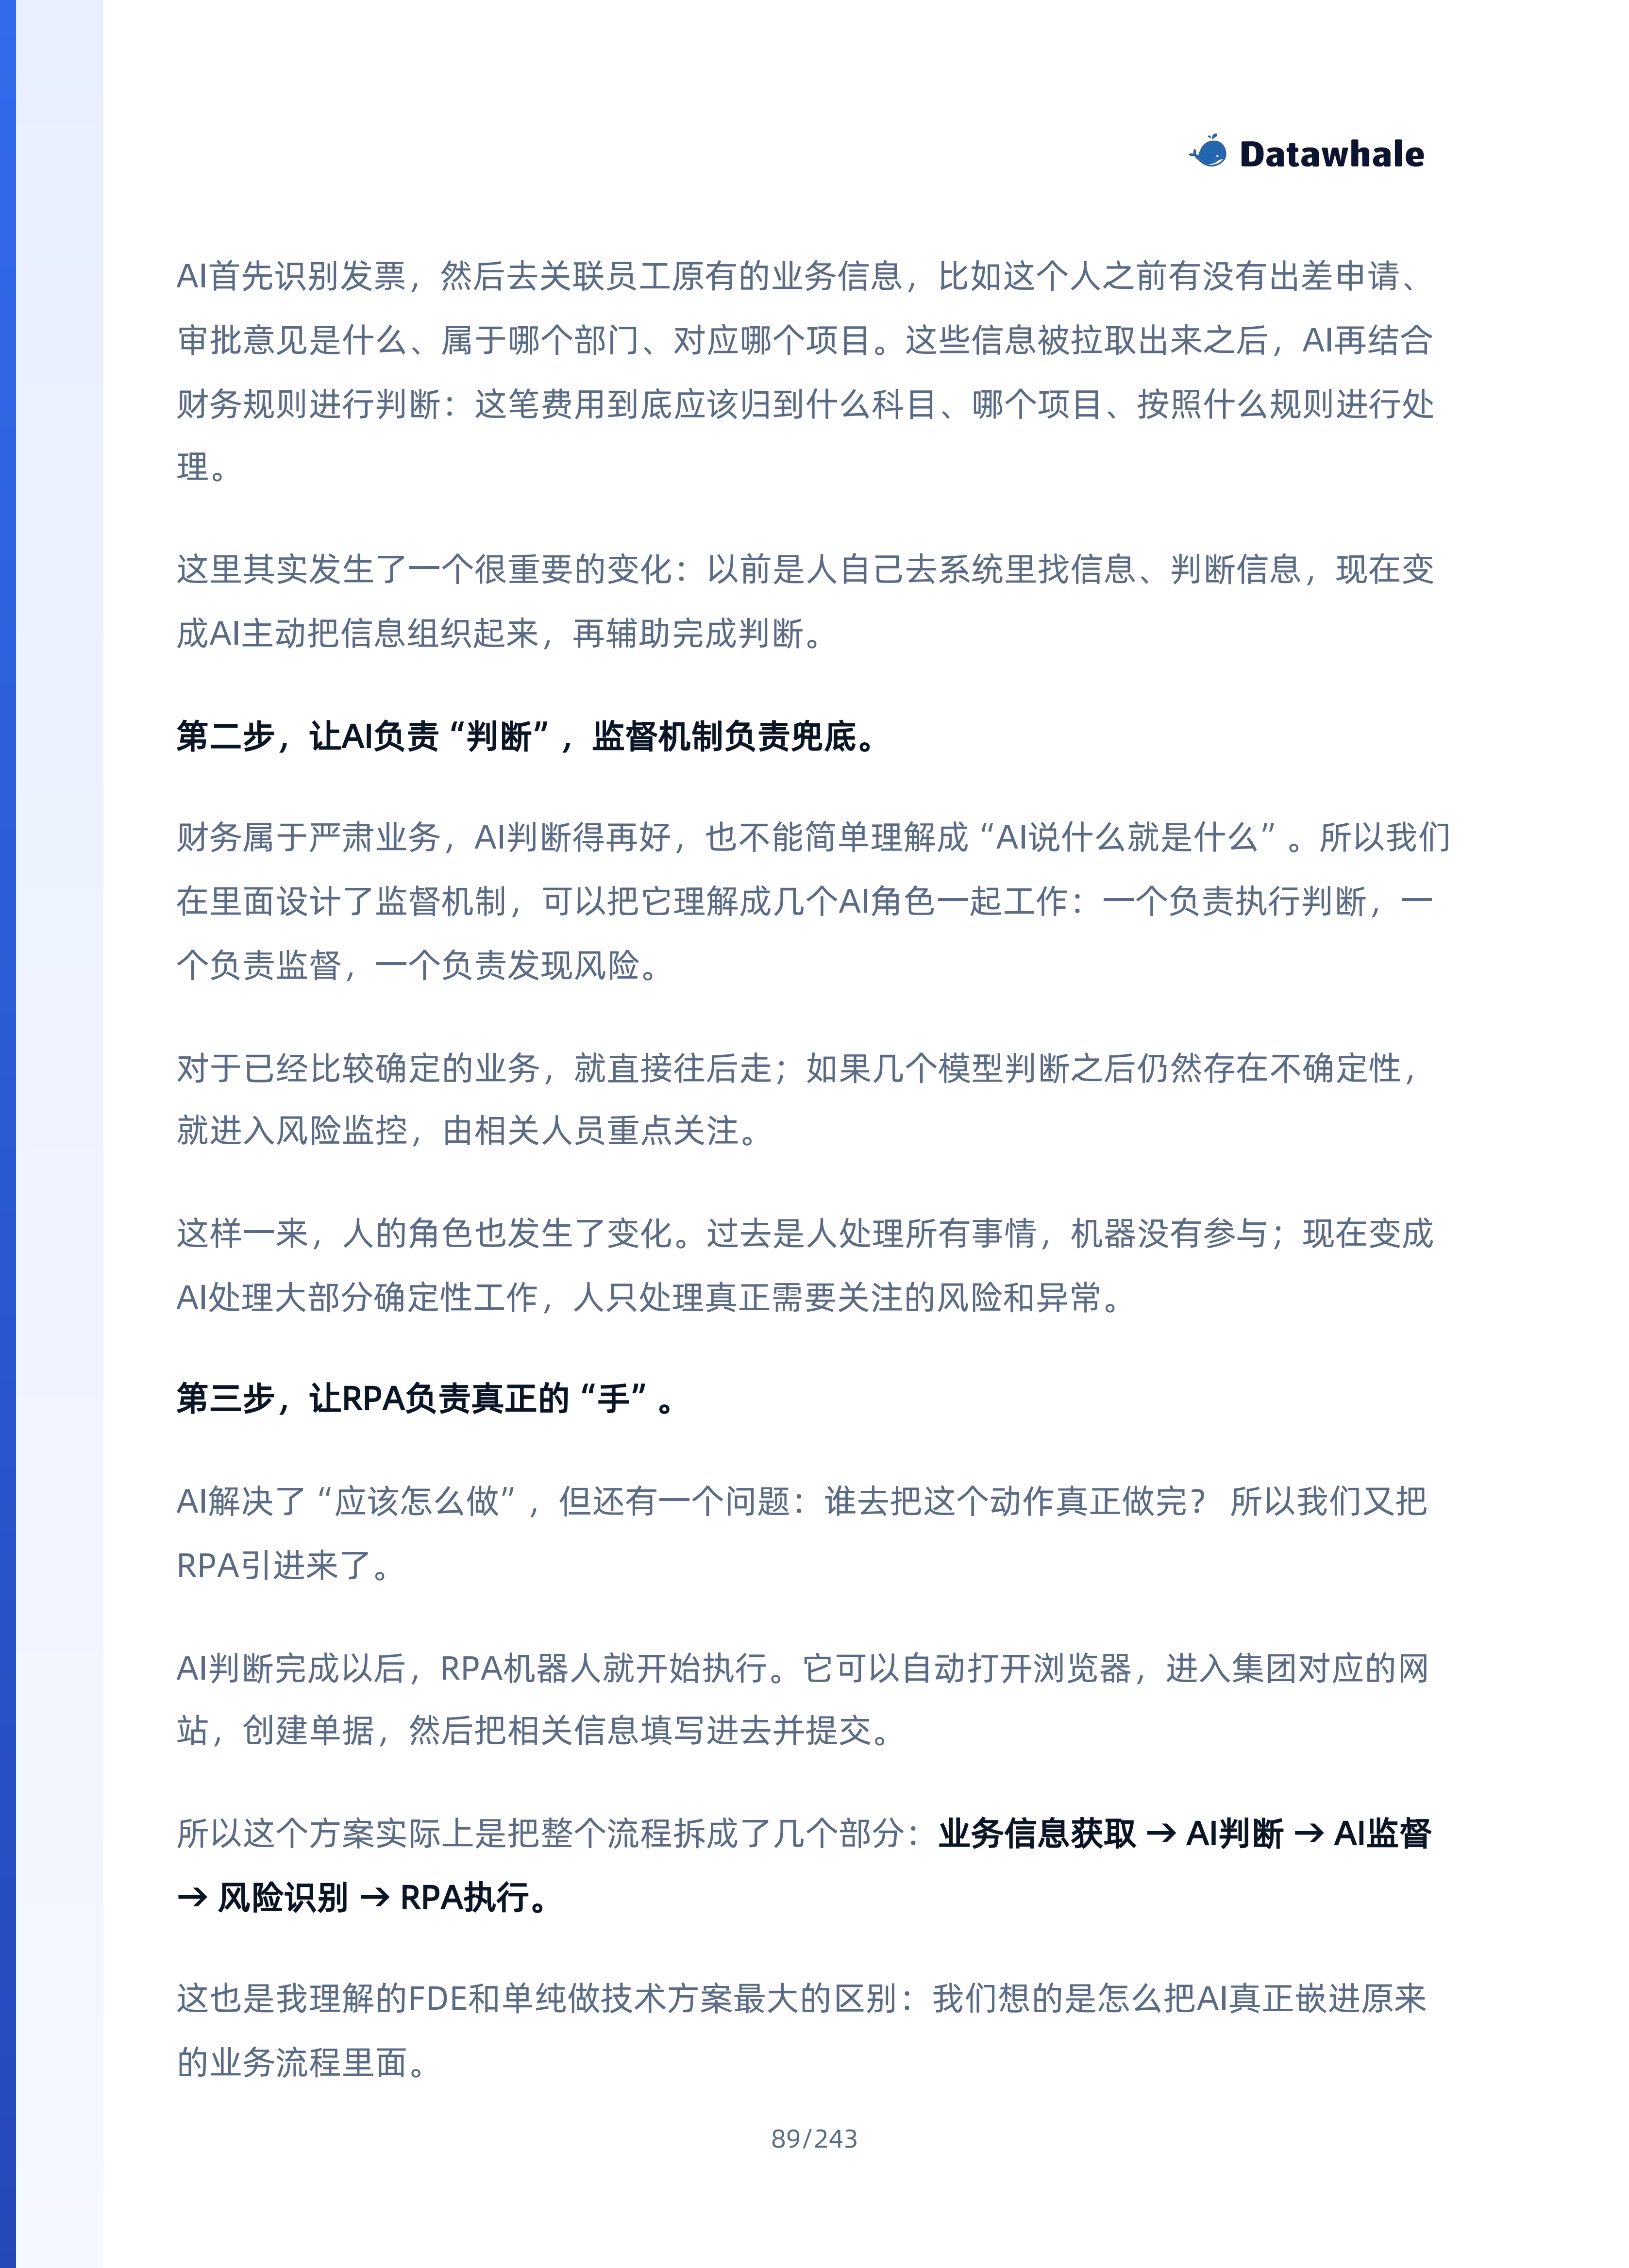 Datawhale
AI首先识别发票，然后去关联员工原有的业务信息，比如这个人之前有没有出差申请、
审批意见是什么、属于哪个部门、对应哪个项目。这些信息被拉取出来之后，AI再结合
财务规则进行判断：这笔费用到底应该归到什么科目、哪个项目、按照什么规则进行处
理。
这里其实发生了一个很重要的变化：以前是人自己去系统里找信息、判断信息，现在变
成AI主动把信息组织起来，再辅助完成判断。
第二步，让AI负责“判断”，监督机制负责兜底。
财务属于严肃业务，AI判断得再好，也不能简单理解成“AI说什么就是什么”。所以我们
在里面设计了监督机制，可以把它理解成几个AI角色一起工作：一个负责执行判断，一
个负责监督，一个负责发现风险。
对于已经比较确定的业务，就直接往后走；如果几个模型判断之后仍然存在不确定性，
就进入风险监控，由相关人员重点关注。
这样一来，人的角色也发生了变化。过去是人处理所有事情，机器没有参与；现在变成
AI处理大部分确定性工作，人只处理真正需要关注的风险和异常。
第三步，让RPA负责真正的“手”。
AI解决了“应该怎么做”，但还有一个问题：谁去把这个动作真正做完？ 所以我们又把
RPA引进来了。
AI判断完成以后，RPA机器人就开始执行。它可以自动打开浏览器，进入集团对应的网
站，创建单据，然后把相关信息填写进去并提交。
所以这个方案实际上是把整个流程拆成了几个部分：业务信息获取 → AI判断 → AI监督
→ 风险识别 → RPA执行。
这也是我理解的FDE和单纯做技术方案最大的区别：我们想的是怎么把AI真正嵌进原来
的业务流程里面。
89/243